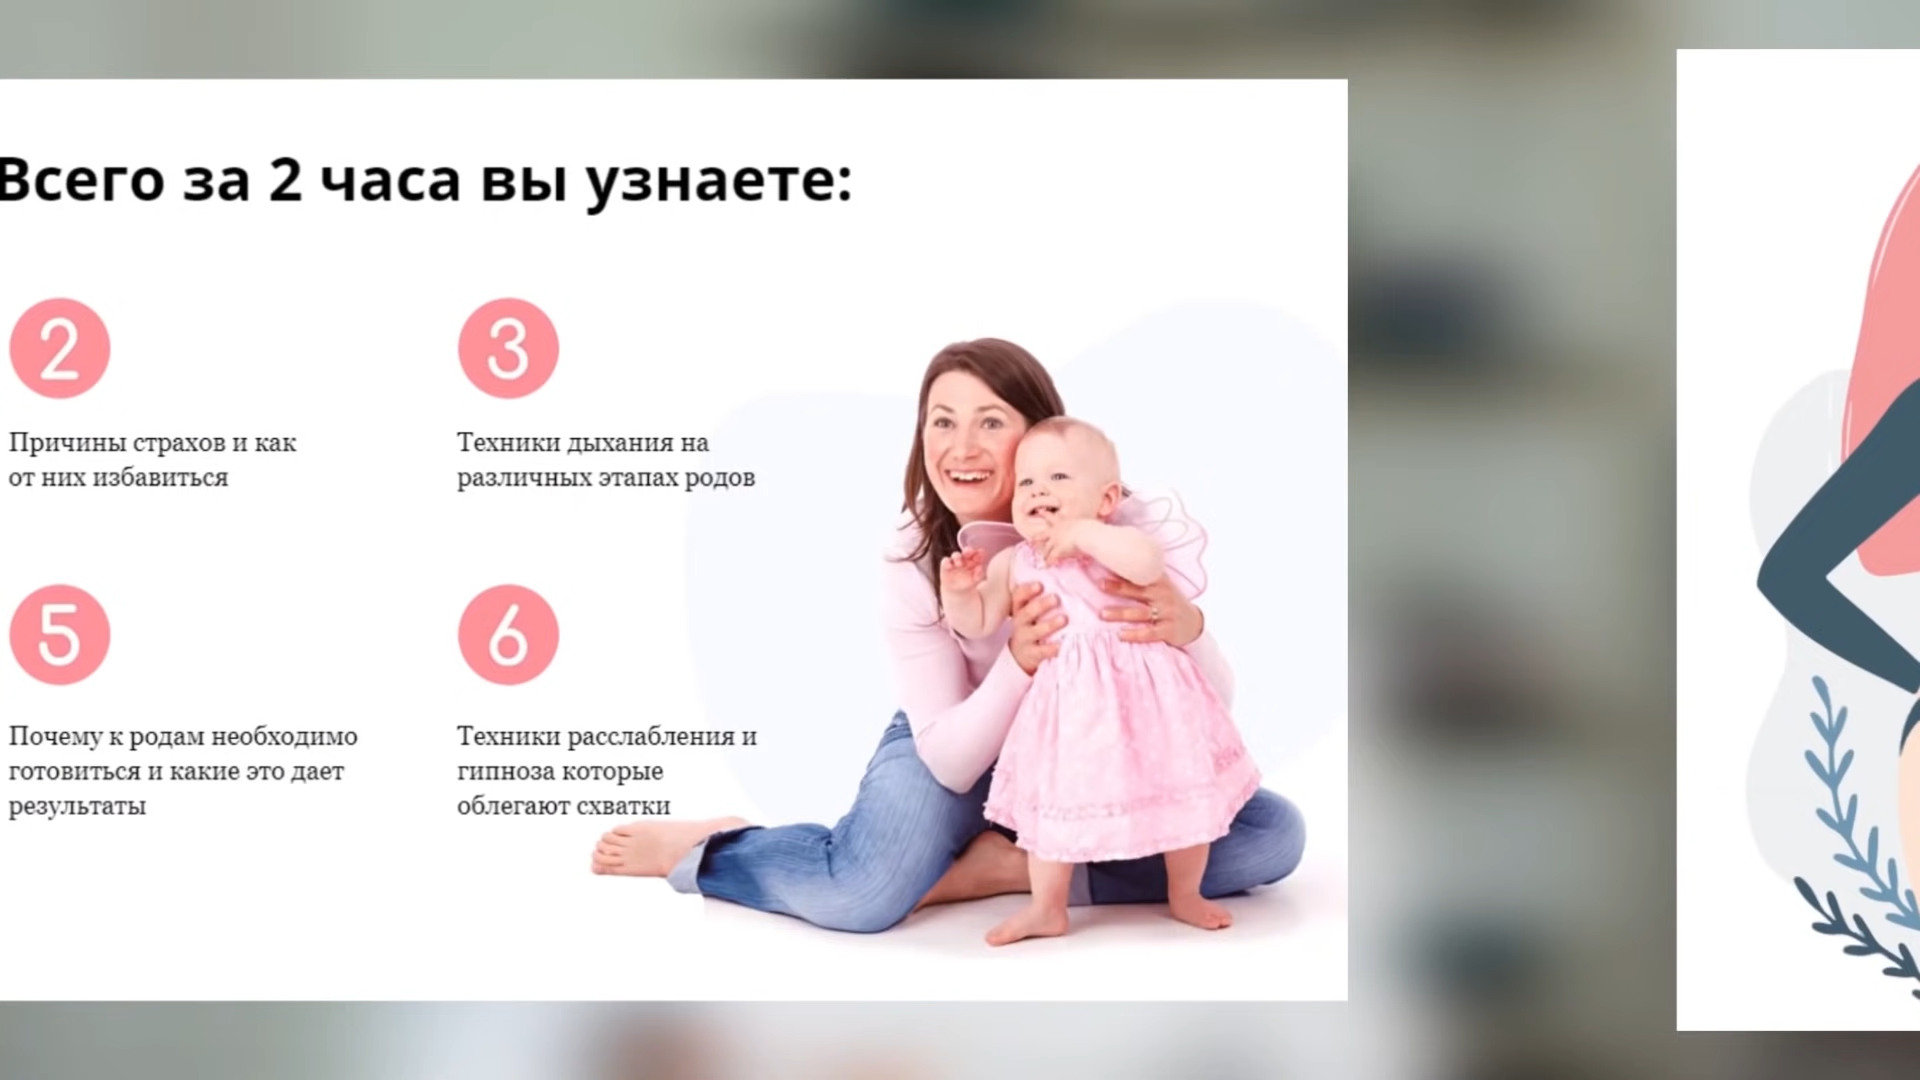 Всего за 2 часа вы узнаете:
2
3
Причины страхов и как
от них избавиться
Техники дыхания на
различных этапах родов
5
6
Почему к родам необходимо
готовиться и какие это дает
результаты
Техники расслабления и
гипноза которые
облегают схватки